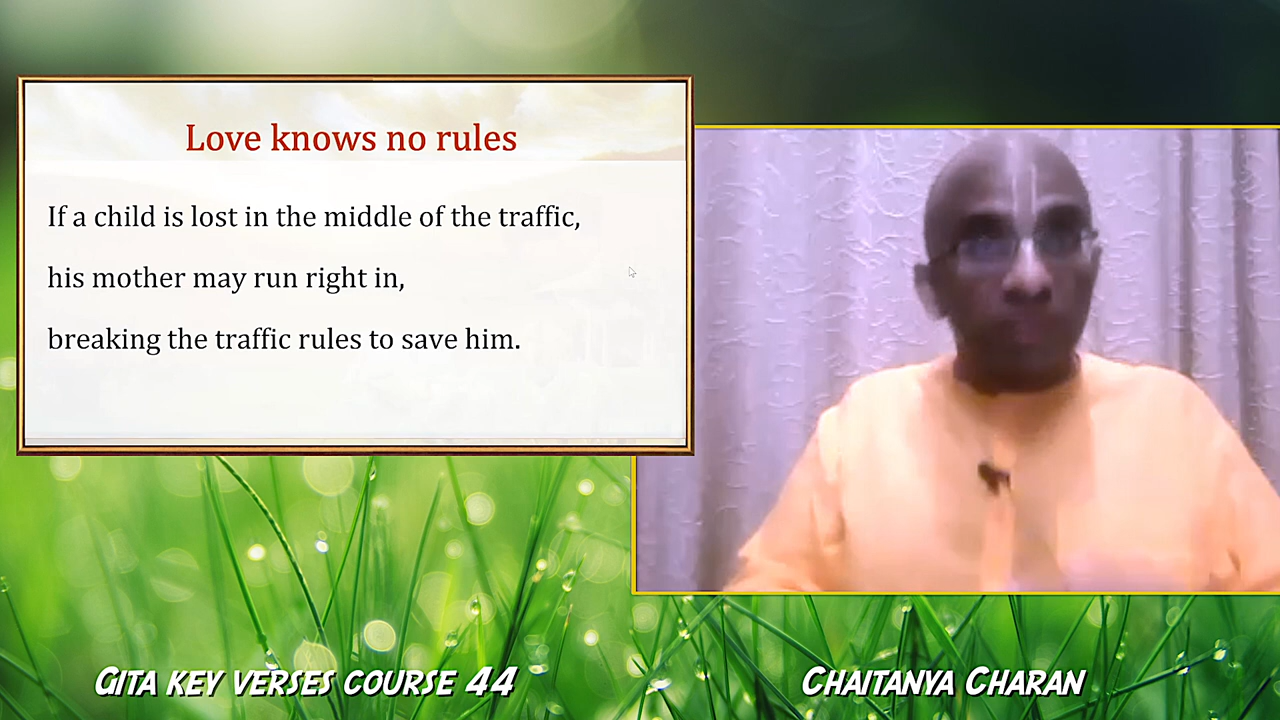 Love knows no rules
If a child is lost in the middle of the traffic,
his mother may run right in,
breaking the traffic rules to save him.
GITA KEY VERSES COURSE 44
CHAITANYA CHARAN